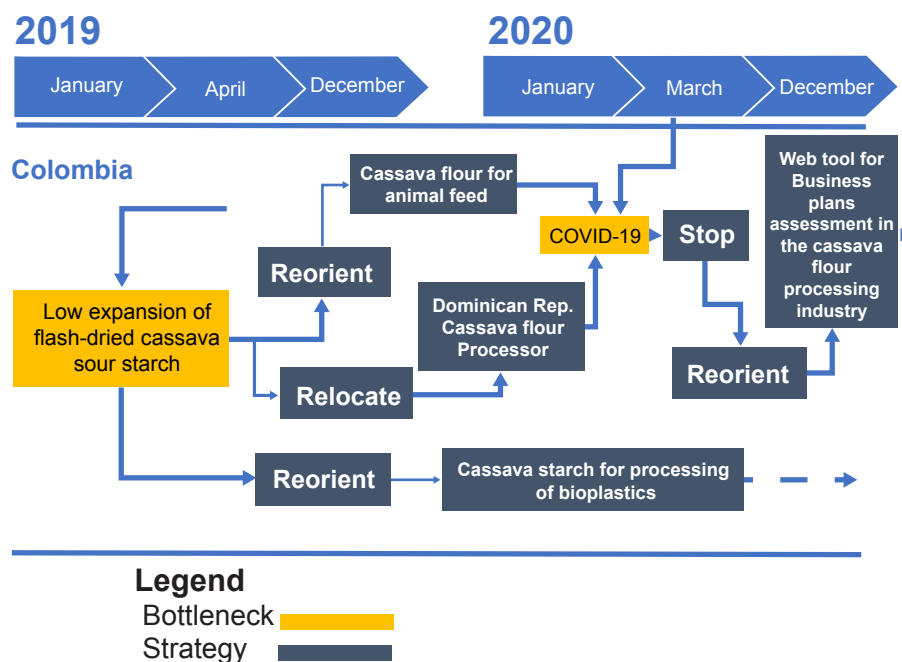 2019
2020
January
April
December
January
March
December
Colombia
Cassava flour for
animal feed
Web tool for
Business
plans
assessment in
the cassava
flour
processing
industry
COVID-19
Stop
Reorient
Low expansion of
flash-dried cassava
sour starch
Dominican Rep.
Cassava flour
Processor
Relocate
Reorient
Reorient
Cassava starch for processing
of bioplastics
Legend
Bottleneck
Strategy